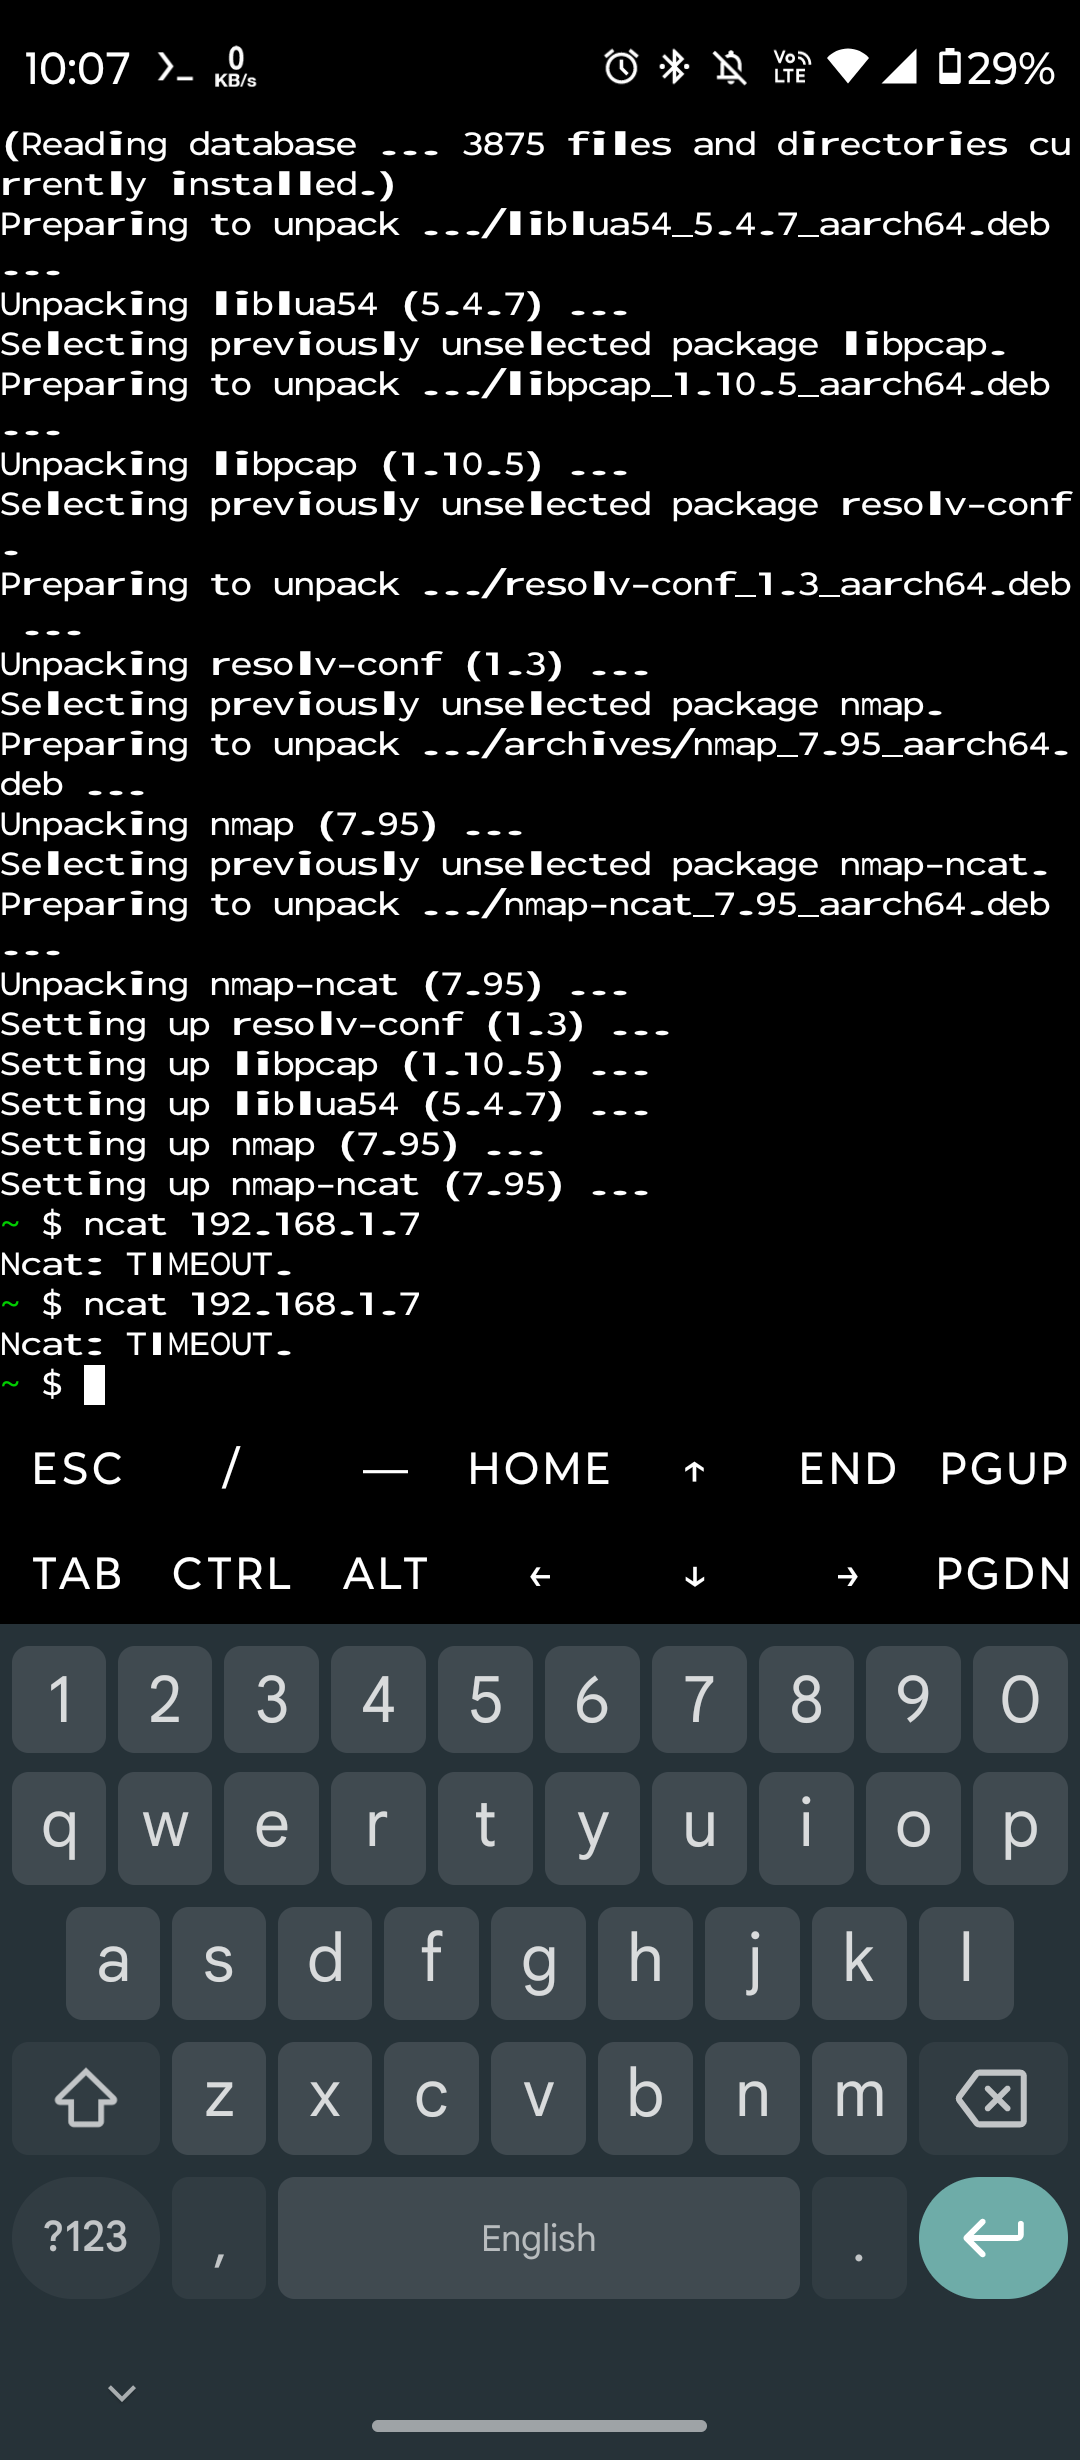 10:07 0 KB/s Vo LTE 29%
(Reading database ... 3875 files and directories cu
rrently installed.)
Preparing to unpack .../liblua54_5.4.7_aarch64.deb
...
Unpacking liblua54 (5.4.7) ...
Selecting previously unselected package libpcap.
Preparing to unpack .../libpcap_1.10.5_aarch64.deb
...
Unpacking libpcap (1.10.5) ...
Selecting previously unselected package resolv-conf
.
Preparing to unpack .../resolv-conf_1.3_aarch64.deb
...
Unpacking resolv-conf (1.3) ...
Selecting previously unselected package nmap.
Preparing to unpack .../archives/nmap_7.95_aarch64.
deb ...
Unpacking nmap (7.95) ...
Selecting previously unselected package nmap-ncat.
Preparing to unpack .../nmap-ncat_7.95_aarch64.deb
...
Unpacking nmap-ncat (7.95) ...
Setting up resolv-conf (1.3) ...
Setting up libpcap (1.10.5) ...
Setting up liblua54 (5.4.7) ...
Setting up nmap (7.95) ...
Setting up nmap-ncat (7.95) ...
~ $ ncat 192.168.1.7
Ncat: TIMEOUT.
~ $ ncat 192.168.1.7
Ncat: TIMEOUT.
~ $
ESC / — HOME ↑ END PGUP
TAB CTRL ALT ← ↓ → PGDN
1 2 3 4 5 6 7 8 9 0
q w e r t y u i o p
a s d f g h j k l
z x c v b n m
?123 , English .